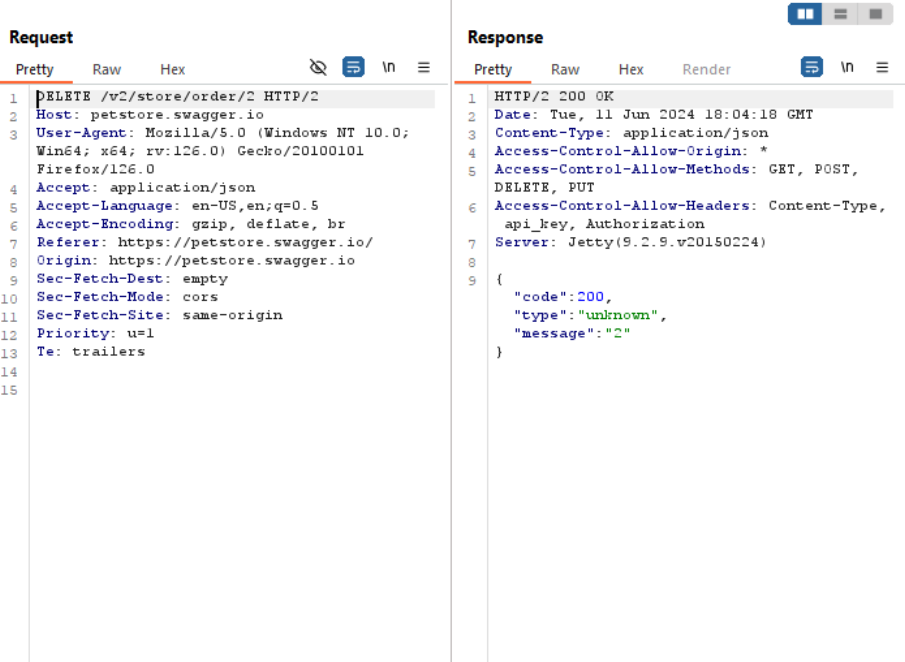 Request
Pretty Raw Hex \n
1 DELETE /v2/store/order/2 HTTP/2
2 Host: petstore.swagger.io
3 User-Agent: Mozilla/5.0 (Windows NT 10.0;
Win64; x64; rv:126.0) Gecko/20100101
Firefox/126.0
4 Accept: application/json
5 Accept-Language: en-US,en;q=0.5
6 Accept-Encoding: gzip, deflate, br
7 Referer: https://petstore.swagger.io/
8 Origin: https://petstore.swagger.io
9 Sec-Fetch-Dest: empty
10 Sec-Fetch-Mode: cors
11 Sec-Fetch-Site: same-origin
12 Priority: u=1
13 Te: trailers
14
15
Response
Pretty Raw Hex Render \n
1 HTTP/2 200 OK
2 Date: Tue, 11 Jun 2024 18:04:18 GMT
3 Content-Type: application/json
4 Access-Control-Allow-Origin: *
5 Access-Control-Allow-Methods: GET, POST,
DELETE, PUT
6 Access-Control-Allow-Headers: Content-Type,
api_key, Authorization
7 Server: Jetty(9.2.9.v20150224)
8
9 {
"code":200,
"type":"unknown",
"message":"2"
}